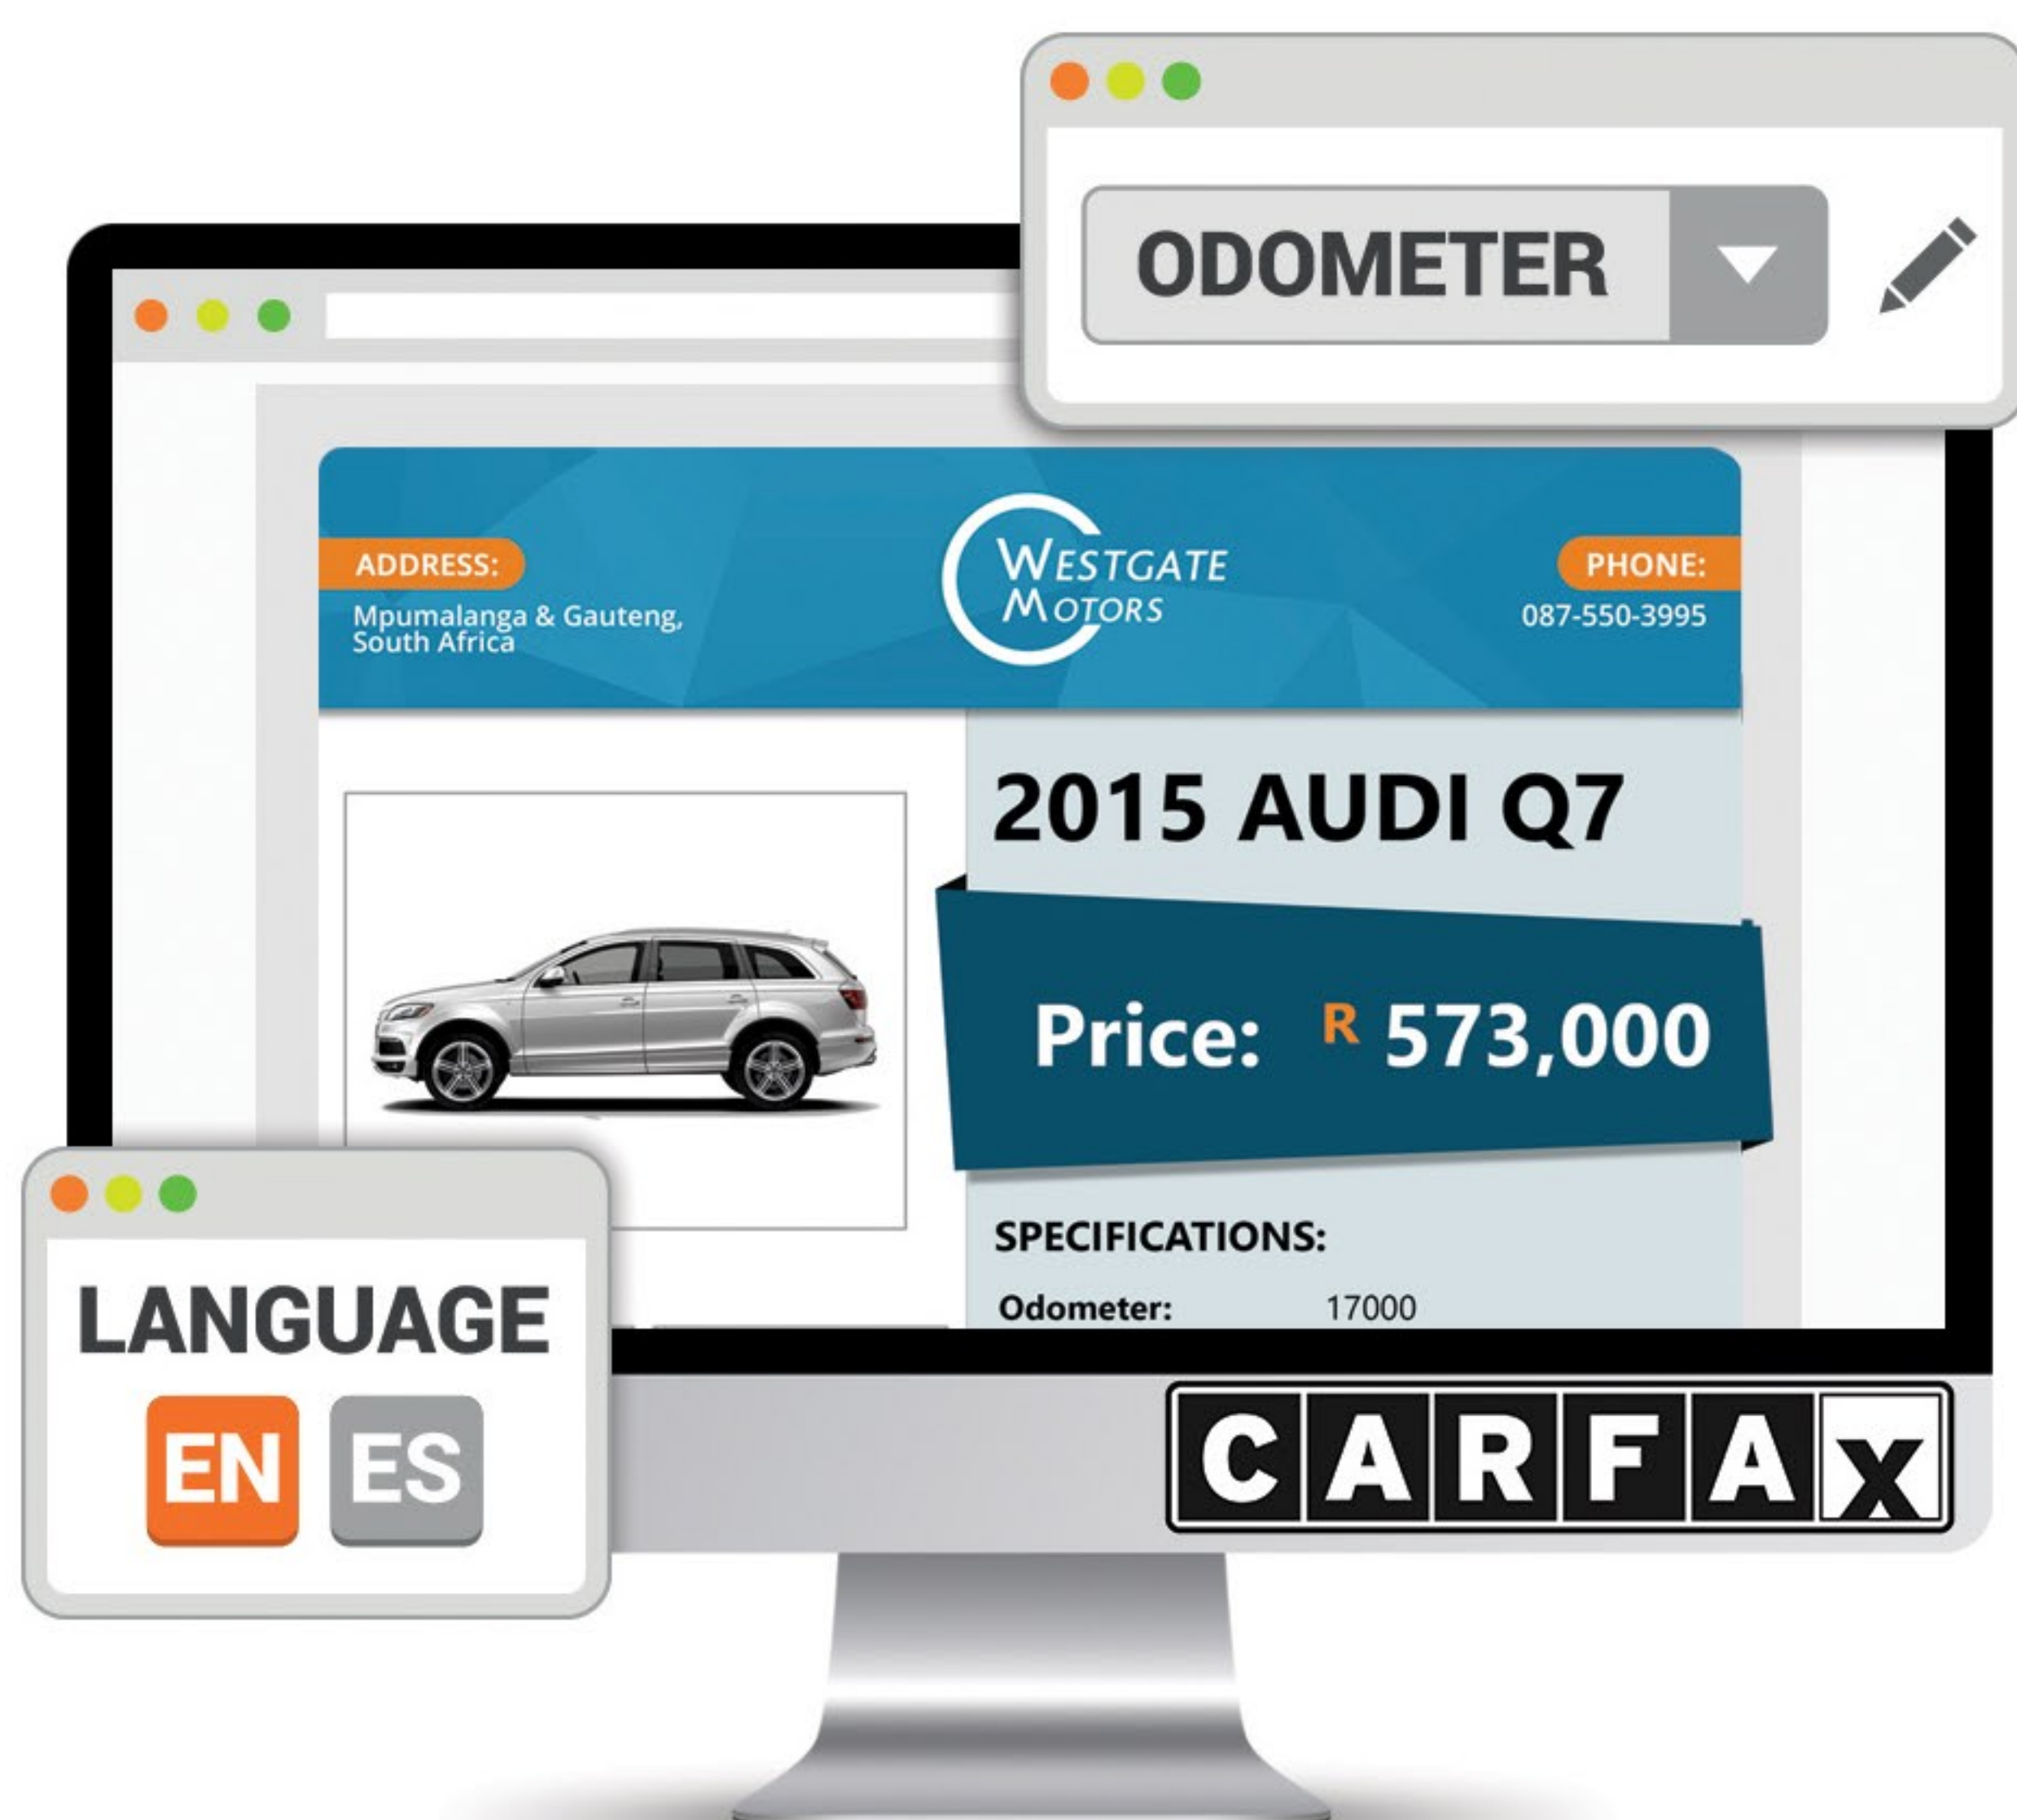 ODOMETER
ADDRESS:
Mpumalanga & Gauteng,
South Africa
WESTGATE
MOTORS
PHONE:
087-550-3995
2015 AUDI Q7
Price: R 573,000
SPECIFICATIONS:
Odometer: 17000
LANGUAGE
EN ES
CARFAX